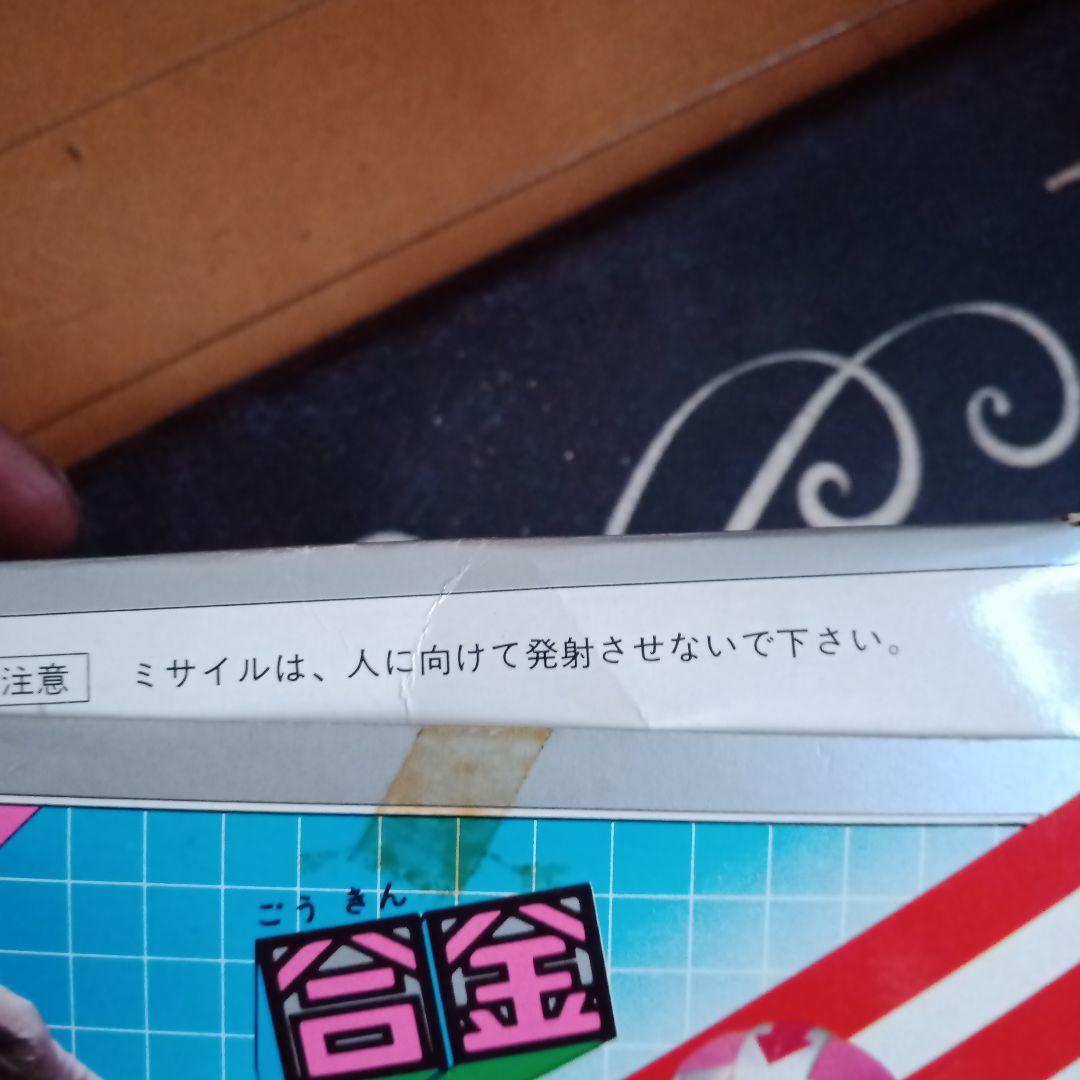 注意 ミサイルは、人に向けて発射させないで下さい。
ごうきん
合金